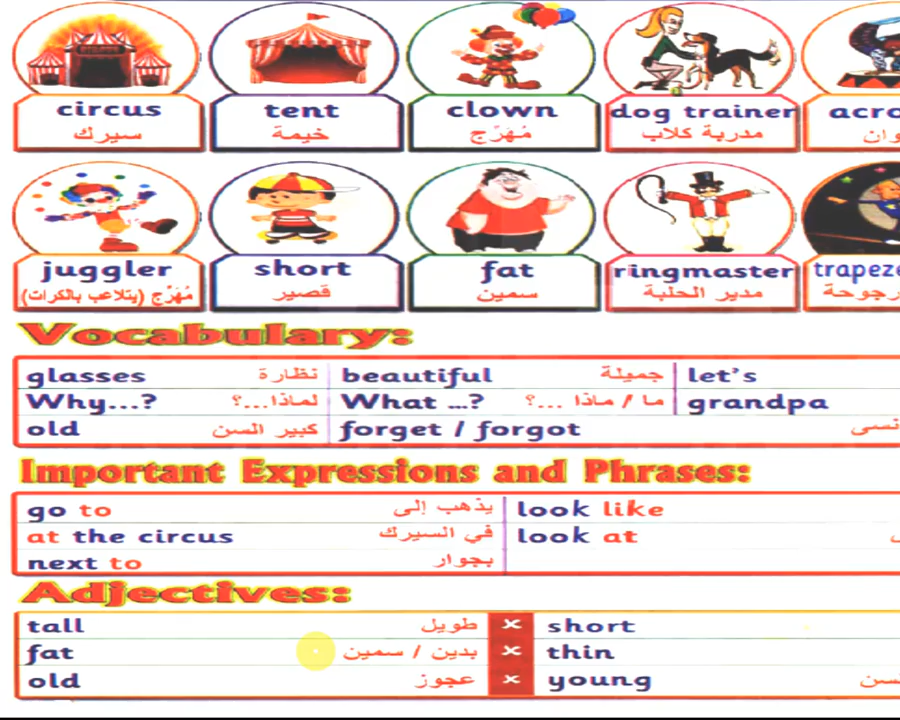 circus tent clown dog trainer
سيرك خيمة مُهَرِّج مدربة كلاب
juggler short fat ringmaster trapeze
مُهَرِّج (يتلاعب بالكرات) قصير سمين مدير الحلبة
Vocabulary:
glasses نظارة beautiful جميلة let's
Why...? لماذا...؟ What ...? ما / ماذا ...؟ grandpa
old كبير السن forget / forgot
Important Expressions and Phrases:
go to يذهب إلى look like
at the circus في السيرك look at
next to بجوار
Adjectives:
tall طويل × short
fat بدين / سمين × thin
old عجوز × young